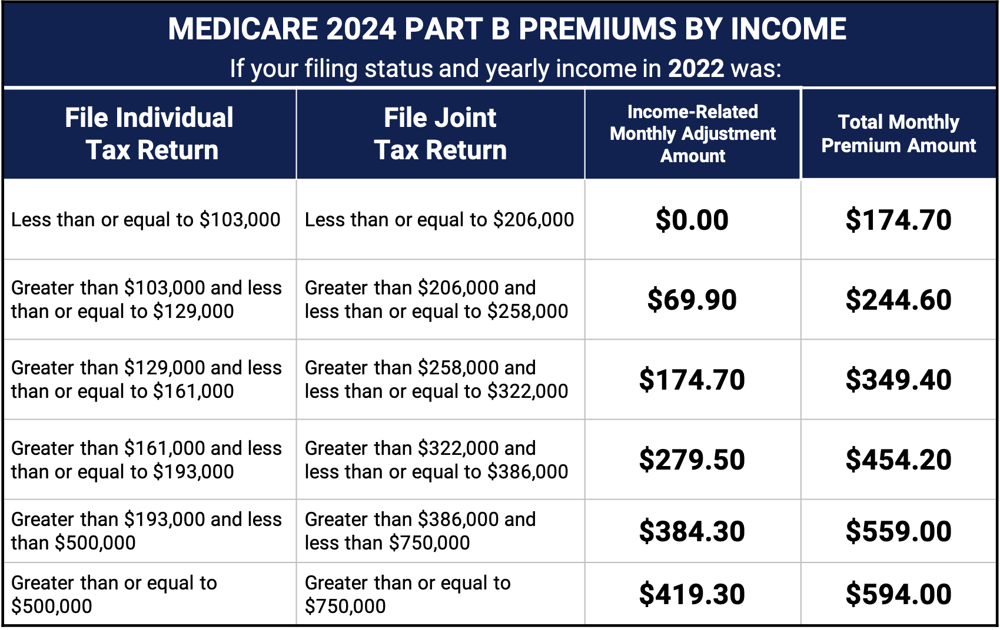 MEDICARE 2024 PART B PREMIUMS BY INCOME
If your filing status and yearly income in 2022 was:
File Individual
Tax Return
File Joint
Tax Return
Income-Related
Monthly Adjustment
Amount
Total Monthly
Premium Amount
Less than or equal to $103,000
Less than or equal to $206,000
$0.00
$174.70
Greater than $103,000 and less
than or equal to $129,000
Greater than $206,000 and
less than or equal to $258,000
$69.90
$244.60
Greater than $129,000 and less
than or equal to $161,000
Greater than $258,000 and
less than or equal to $322,000
$174.70
$349.40
Greater than $161,000 and less
than or equal to $193,000
Greater than $322,000 and
less than or equal to $386,000
$279.50
$454.20
Greater than $193,000 and less
than $500,000
Greater than $386,000 and
less than $750,000
$384.30
$559.00
Greater than or equal to
$500,000
Greater than or equal to
$750,000
$419.30
$594.00